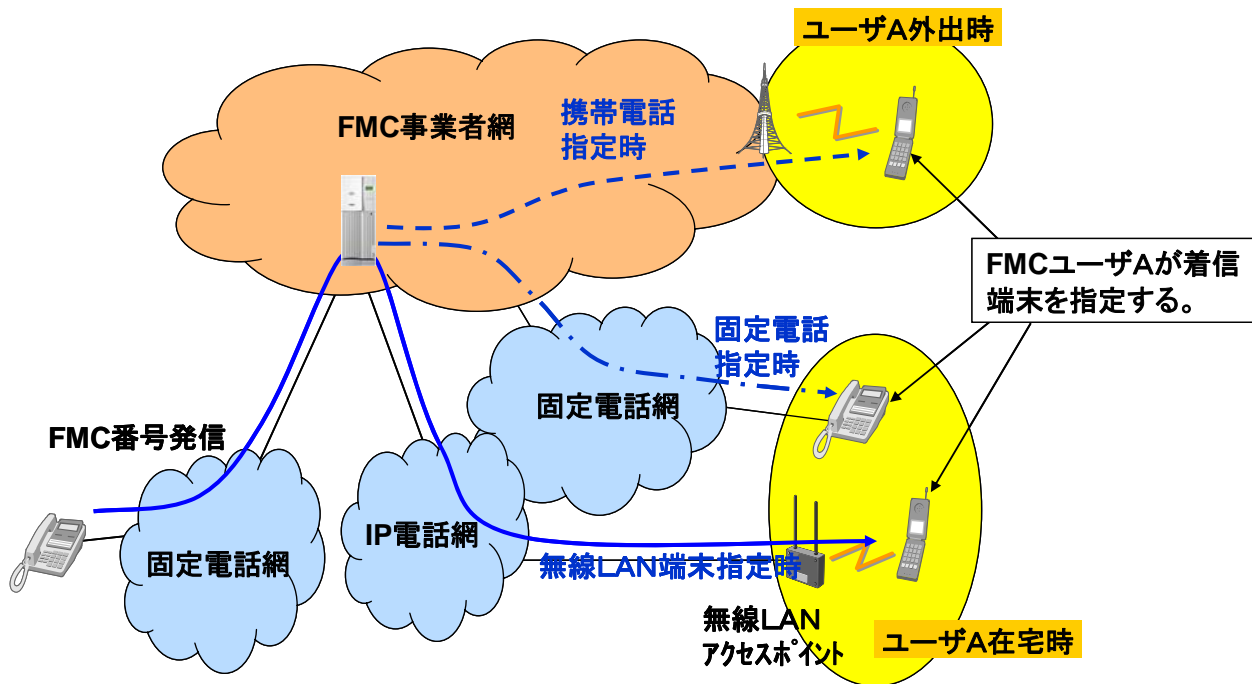 ユーザA外出時
FMC事業者網
携帯電話
指定時
FMCユーザAが着信
端末を指定する。
固定電話
指定時
固定電話網
FMC番号発信
IP電話網
固定電話網
無線LAN端末指定時
無線LAN
アクセスポイント
ユーザA在宅時